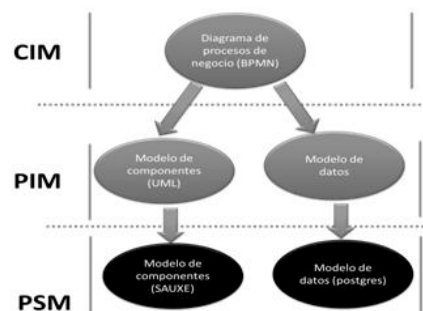 CIM
Diagrama de
procesos de
negocio (BPMN)
PIM
Modelo de
componentes
(UML)
Modelo de
datos
PSM
Modelo de
componentes
(SAUXE)
Modelo de
datos (postgres)